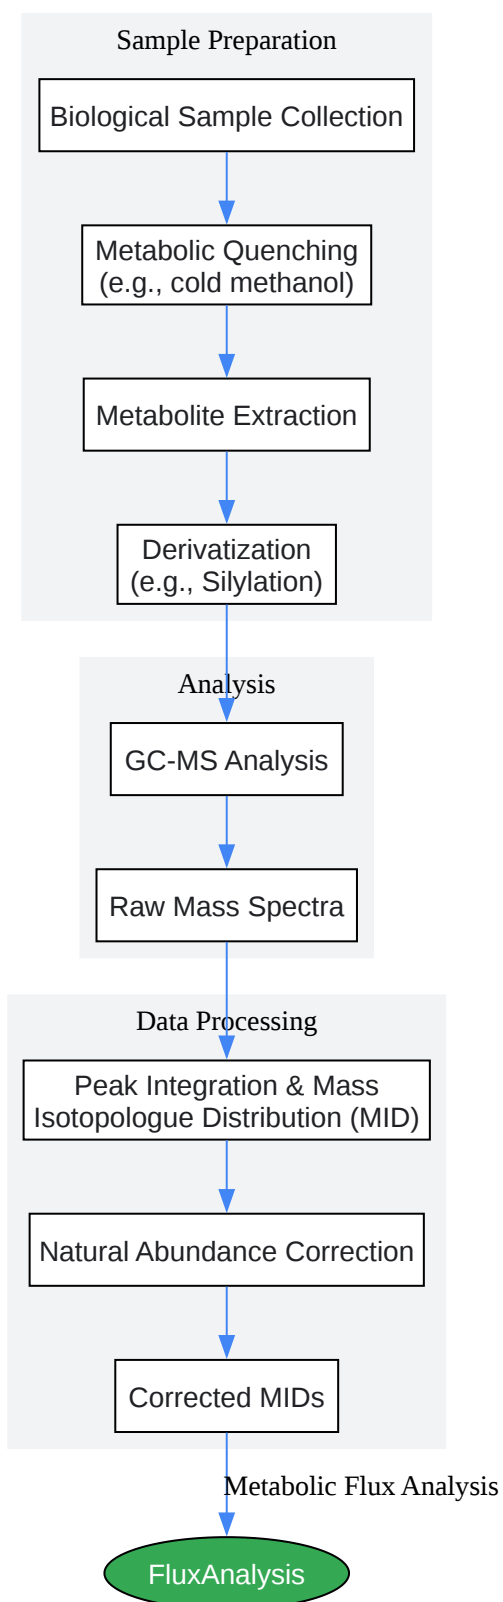 Sample Preparation
Biological Sample Collection
Metabolic Quenching
(e.g., cold methanol)
Metabolite Extraction
Derivatization
(e.g., Silylation)
Analysis
GC-MS Analysis
Raw Mass Spectra
Data Processing
Peak Integration & Mass
Isotopologue Distribution (MID)
Natural Abundance Correction
Corrected MIDs
Metabolic Flux Analysis
FluxAnalysis